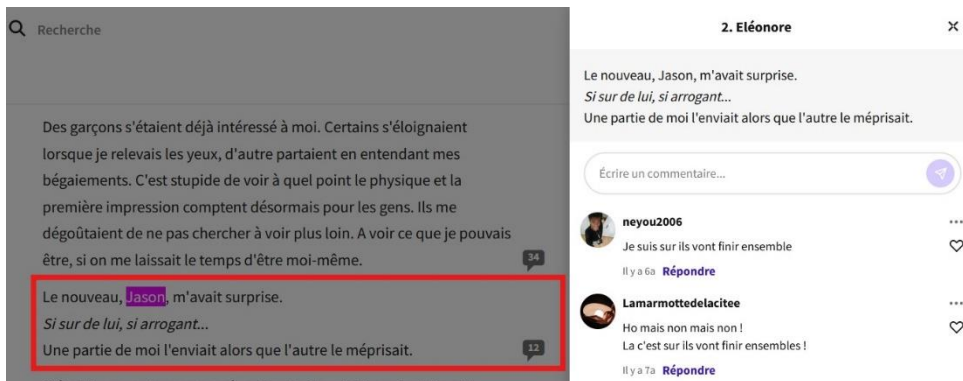 Recherche
Des garçons s'étaient déjà intéressé à moi. Certains s'éloignaient
lorsque je relevais les yeux, d'autre partaient en entendant mes
bégaiements. C'est stupide de voir à quel point le physique et la
première impression comptent désormais pour les gens. Ils me
dégoûtaient de ne pas chercher à voir plus loin. A voir ce que je pouvais
être, si on me laissait le temps d'être moi-même.
34
Le nouveau, Jason, m'avait surprise.
Si sur de lui, si arrogant...
Une partie de moi l'enviait alors que l'autre le méprisait.
12
2. Eléonore
Le nouveau, Jason, m'avait surprise.
Si sur de lui, si arrogant...
Une partie de moi l'enviait alors que l'autre le méprisait.
Écrire un commentaire...
neyou2006
Je suis sur ils vont finir ensemble
Il y a 6a Répondre
Lamarmottedelacitee
Ho mais non mais non !
La c'est sur ils vont finir ensembles !
Il y a 7a Répondre